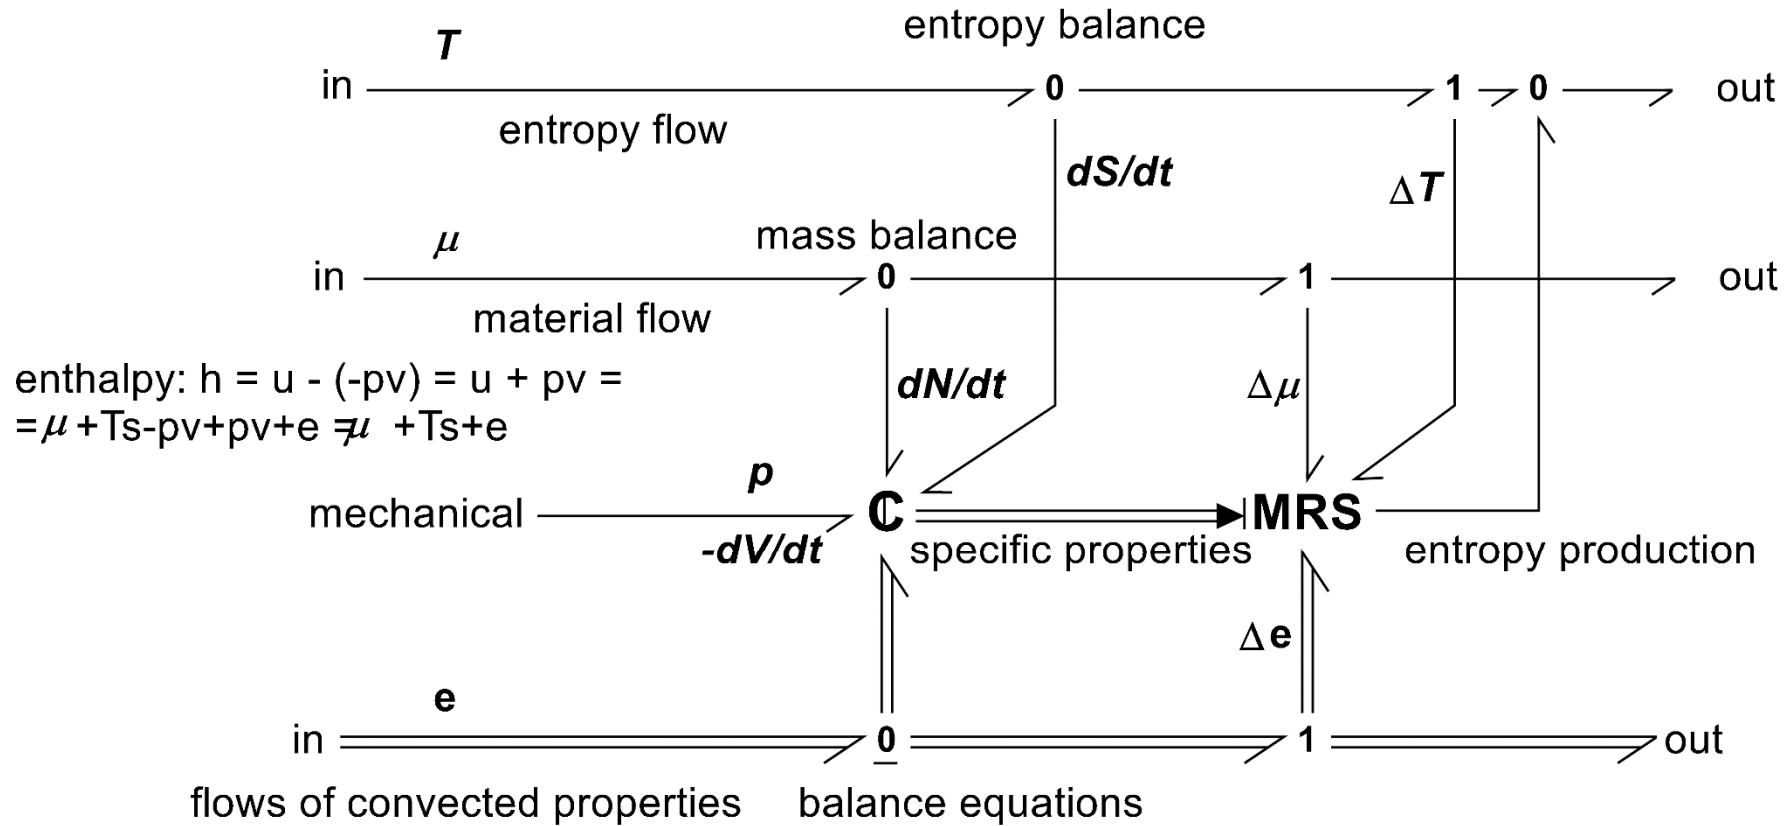 entropy balance
T
in 0 1 0 out
entropy flow
dS/dt ΔT
mass balance
μ
in 0 1 out
material flow
enthalpy: h = u - (-pv) = u + pv =
=μ+Ts-pv+pv+e =μ +Ts+e
dN/dt Δμ
p
mechanical C MRS
-dV/dt specific properties entropy production
Δe
e
in 0 1 out
flows of convected properties balance equations